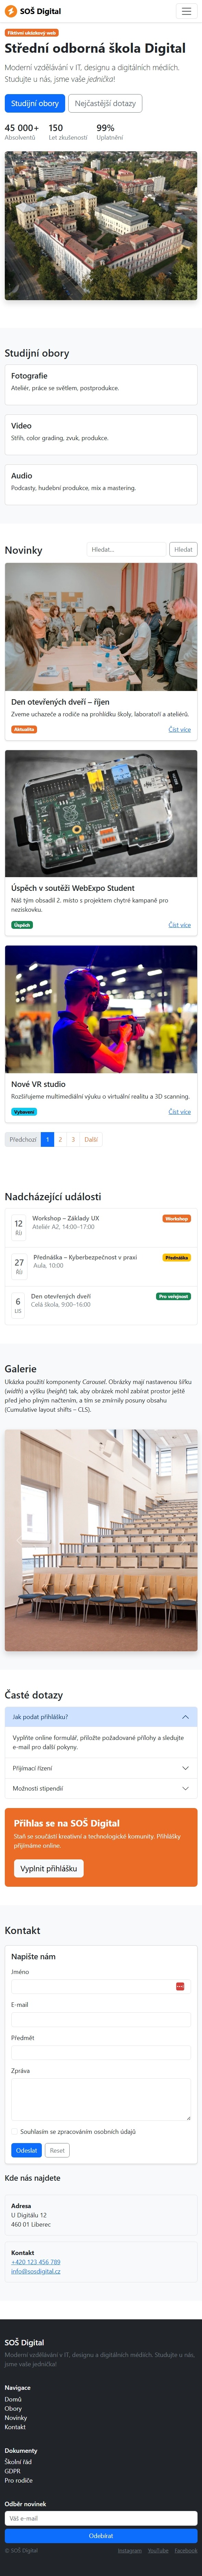 SOŠ Digital
Fiktivní ukázkový web
Střední odborná škola Digital
Moderní vzdělávání v IT, designu a digitálních médiích.
Studujte u nás, jsme vaše jednička!
Studijní obory
Nejčastější dotazy
45 000+ 150 99%
Absolventů Let zkušeností Uplatnění
Studijní obory
Fotografie
Ateliér, práce se světlem, postprodukce.
Video
Střih, color grading, zvuk, produkce.
Audio
Podcasty, hudební produkce, mix a mastering.
Novinky
Hledat...
Hledat
Den otevřených dveří – říjen
Zveme uchazeče a rodiče na prohlídku školy, laboratoří a ateliérů.
Aktualita Číst více
Úspěch v soutěži WebExpo Student
Náš tým obsadil 2. místo s projektem chytré kampaně pro
neziskovku.
Úspěch Číst více
Nové VR studio
Rozšiřujeme multimediální výuku o virtuální realitu a 3D scanning.
Vybavení Číst více
Předchozí 1 2 3 Další
Nadcházející události
12
ŘÍJ
Workshop – Základy UX
Ateliér A2, 14:00–17:00
Workshop
27
ŘÍJ
Přednáška – Kyberbezpečnost v praxi
Aula, 10:00
Přednáška
6
LIS
Den otevřených dveří
Celá škola, 9:00–16:00
Pro veřejnost
Galerie
Ukázka použití komponenty Carousel. Obrázky mají nastavenou šířku
(width) a výšku (height) tak, aby obrázek mohl zabírat prostor ještě
před jeho plným načtením, a tím se zmírnily posuny obsahu
(Cumulative layout shifts – CLS).
Časté dotazy
Jak podat přihlášku?
Vyplňte online formulář, přiložte požadované přílohy a sledujte
e-mail pro další pokyny.
Přijímací řízení
Možnosti stipendií
Přihlas se na SOŠ Digital
Staň se součástí kreativní a technologické komunity. Přihlášky
přijímáme online.
Vyplnit přihlášku
Kontakt
Napište nám
Jméno
E-mail
Předmět
Zpráva
Souhlasím se zpracováním osobních údajů
Odeslat Reset
Kde nás najdete
Adresa
U Digitálu 12
460 01 Liberec
Kontakt
+420 123 456 789
info@sosdigital.cz
SOŠ Digital
Moderní vzdělávání v IT, designu a digitálních médiích. Studujte u nás,
jsme vaše jednička!
Navigace
Domů
Obory
Novinky
Kontakt
Dokumenty
Školní řád
GDPR
Pro rodiče
Odběr novinek
Váš e-mail
Odebírat
© SOŠ Digital
Instagram YouTube Facebook